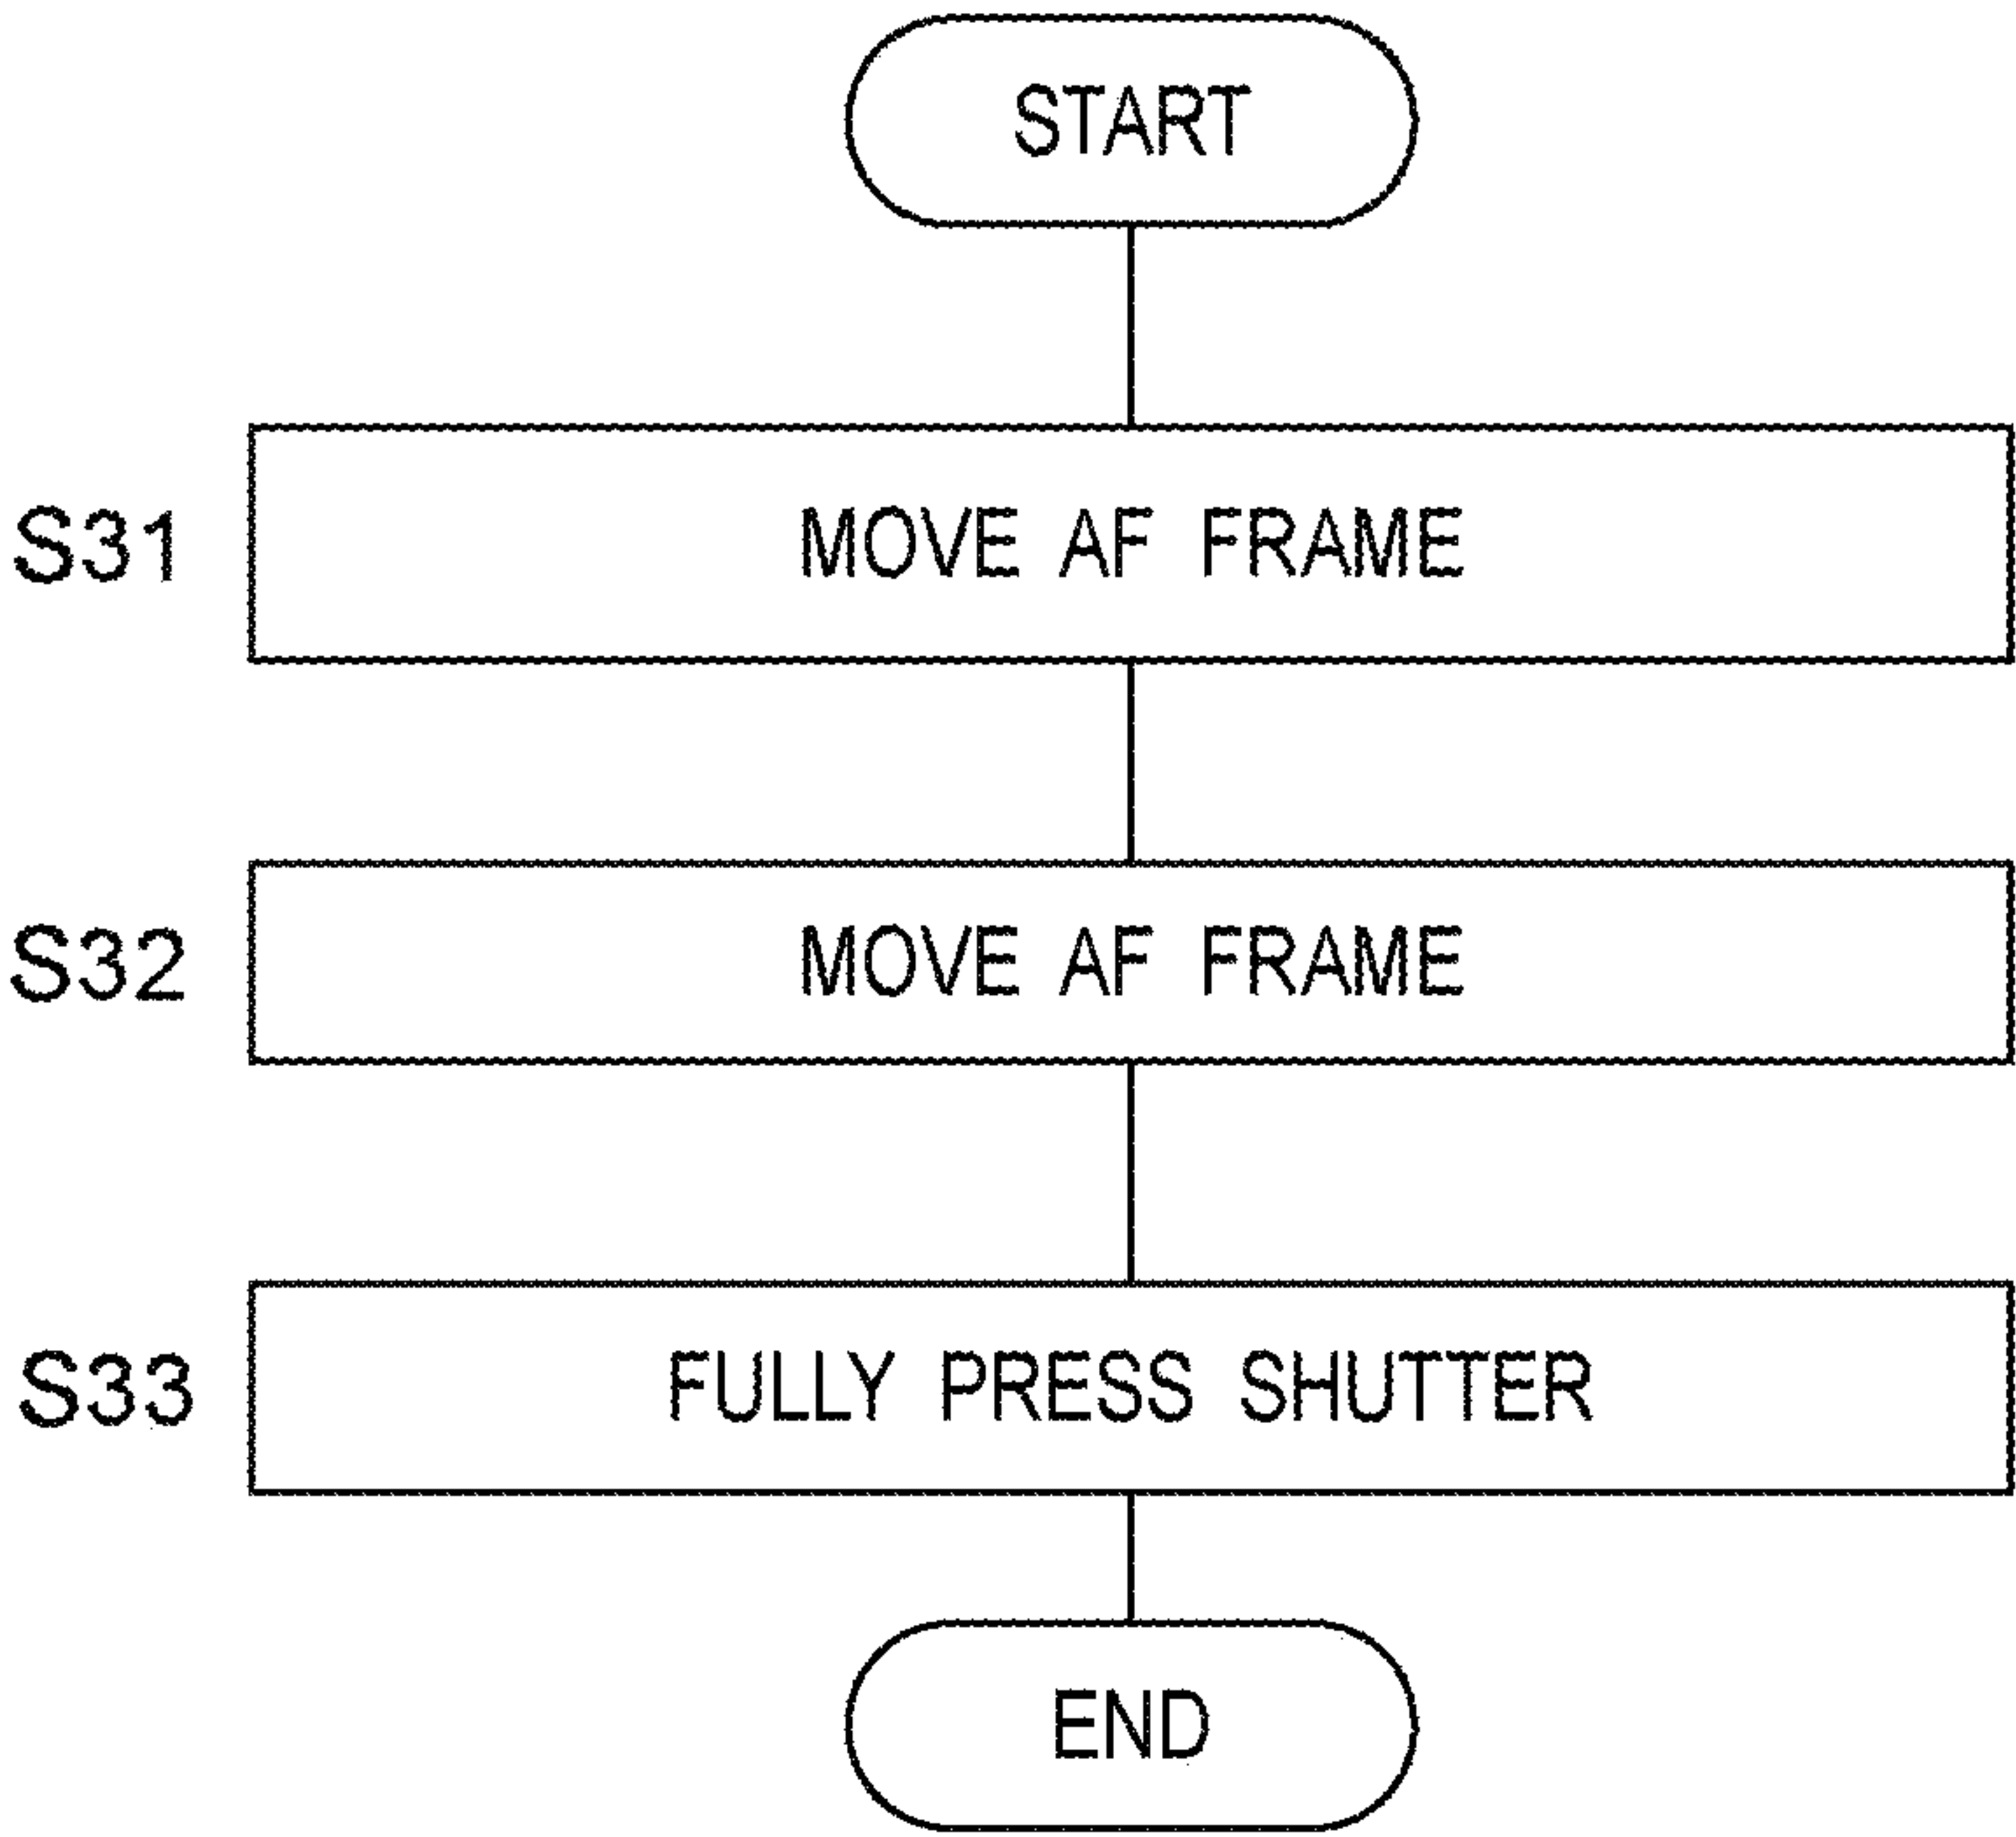 START
S31 MOVE AF FRAME
S32 MOVE AF FRAME
S33 FULLY PRESS SHUTTER
END